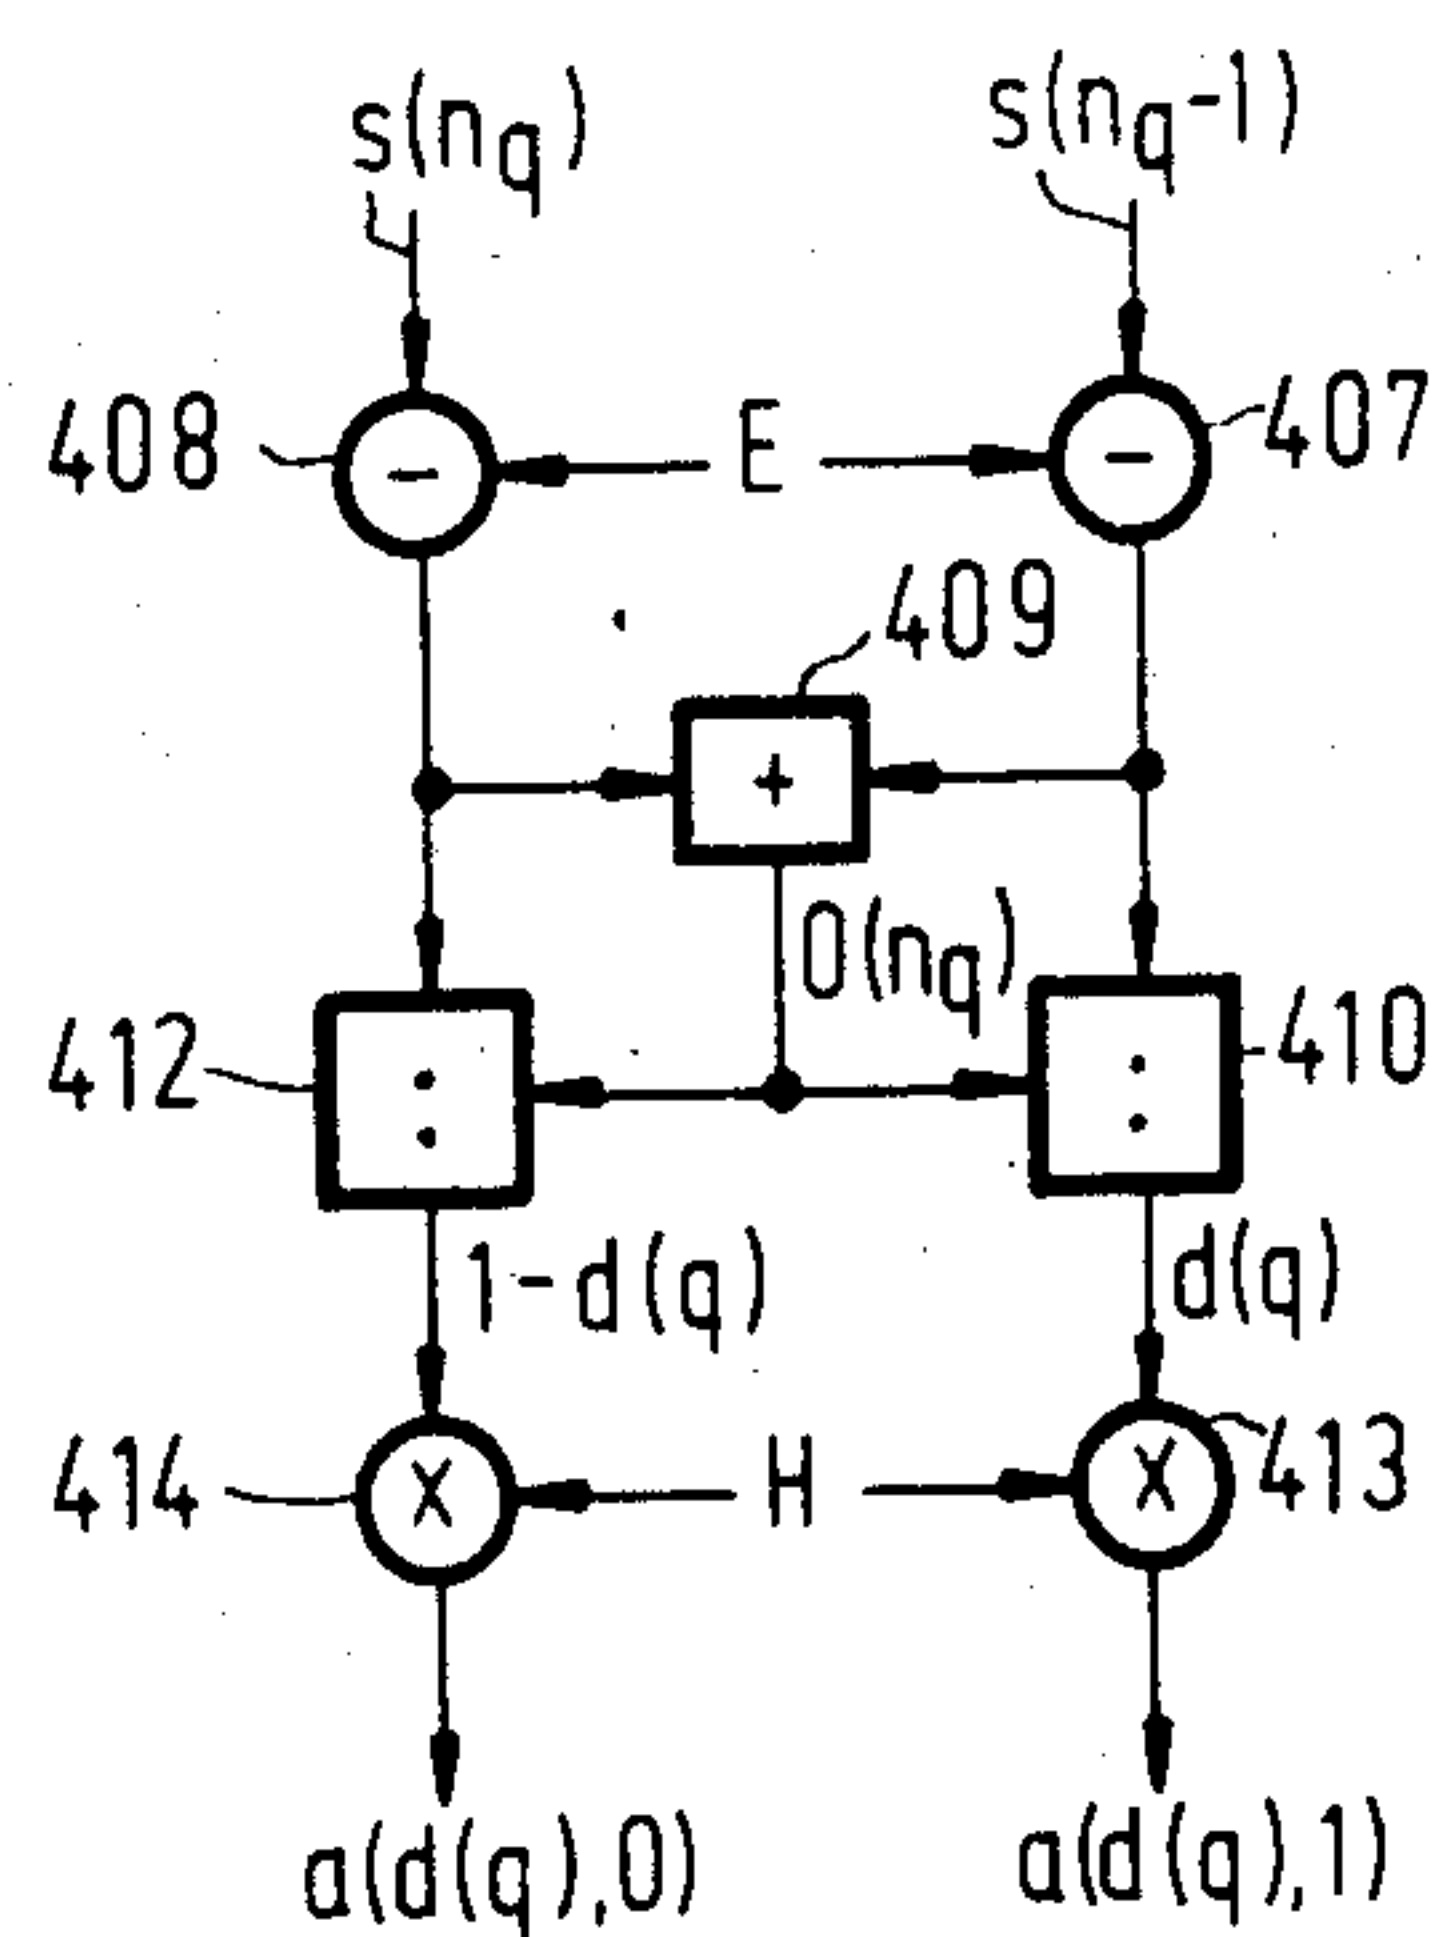 s(nq) s(nq-1)
408 - E - 407
409
+
0(nq)
412 : : 410
1-d(q) d(q)
414 X H X 413
a(d(q),0) a(d(q),1)